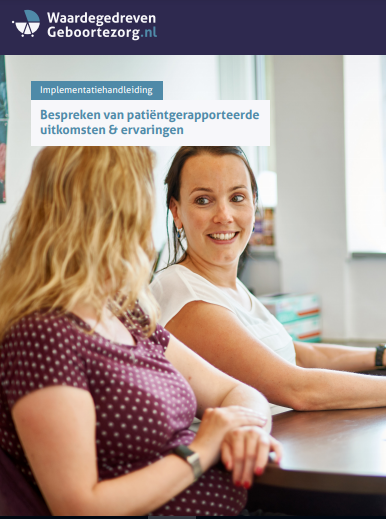 Waardegedreven
Geboortezorg.nl
Implementatiehandleiding
Bespreken van patiëntgerapporteerde
uitkomsten & ervaringen